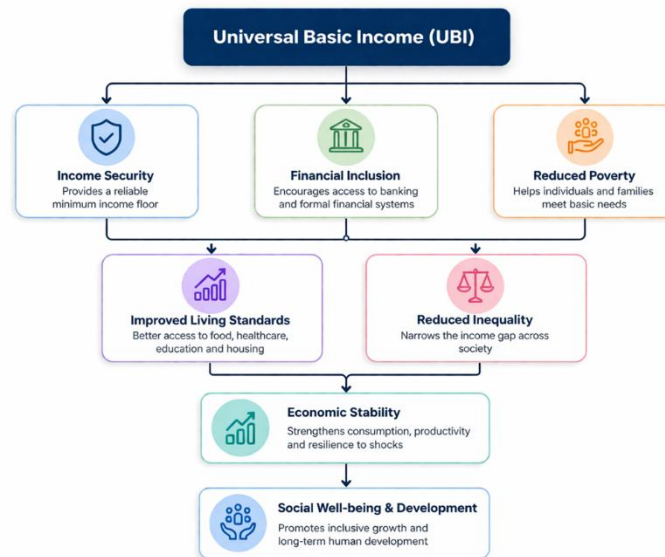 Universal Basic Income (UBI)
Income Security
Provides a reliable
minimum income floor
Financial Inclusion
Encourages access to banking
and formal financial systems
Reduced Poverty
Helps individuals and families
meet basic needs
Improved Living Standards
Better access to food, healthcare,
education and housing
Reduced Inequality
Narrows the income gap across
society
Economic Stability
Strengthens consumption, productivity
and resilience to shocks
Social Well-being & Development
Promotes inclusive growth and
long-term human development